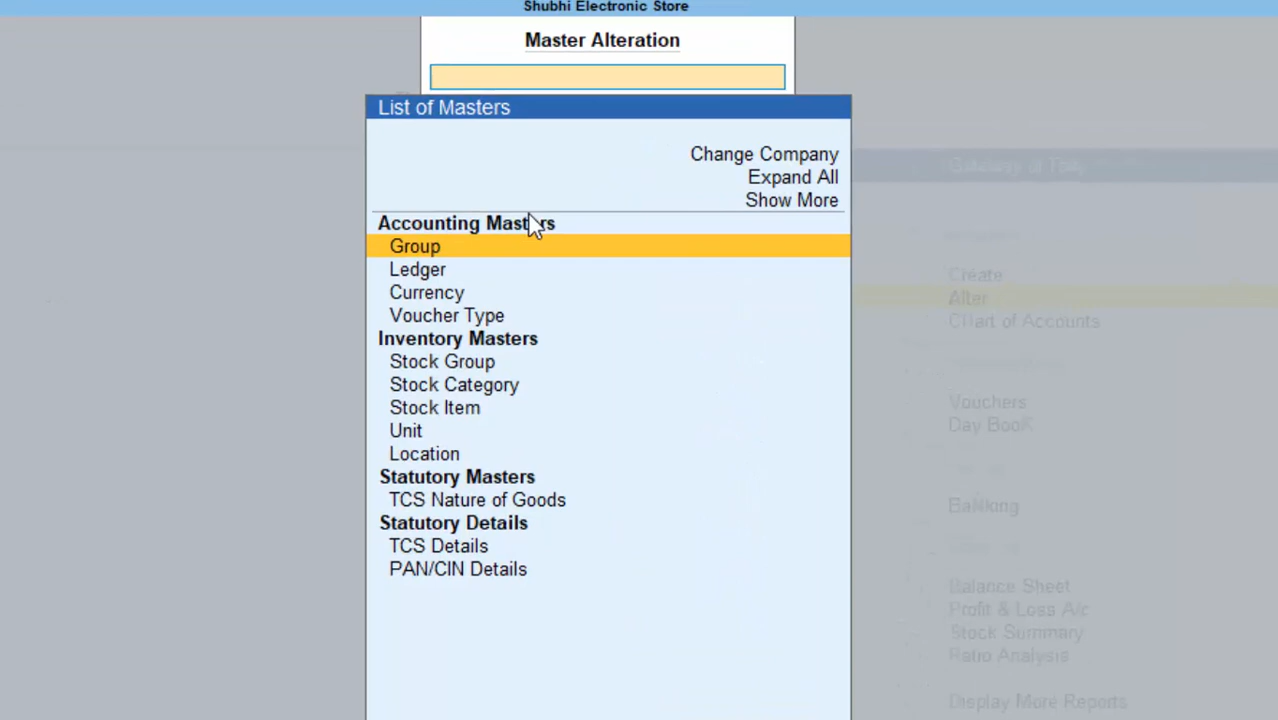 Shubhi Electronic Store
Master Alteration
List of Masters
Change Company
Expand All
Show More
Accounting Masters
Group
Ledger
Currency
Voucher Type
Inventory Masters
Stock Group
Stock Category
Stock Item
Unit
Location
Statutory Masters
TCS Nature of Goods
Statutory Details
TCS Details
PAN/CIN Details
Create
Alter
CHart of Accounts
Vouchers
Day BooK
BaNking
Balance Sheet
Profit & Loss A/c
Stock Summary
Ratio Analysis
Display More Reports